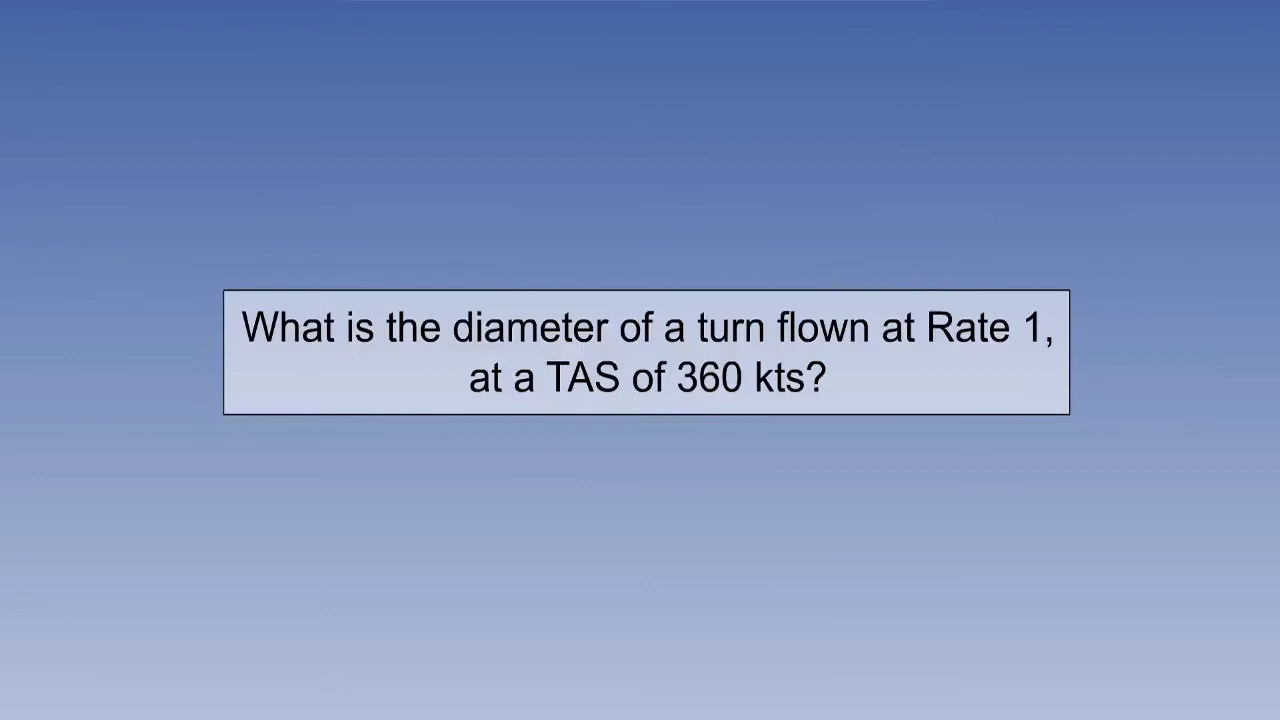 What is the diameter of a turn flown at Rate 1,
at a TAS of 360 kts?